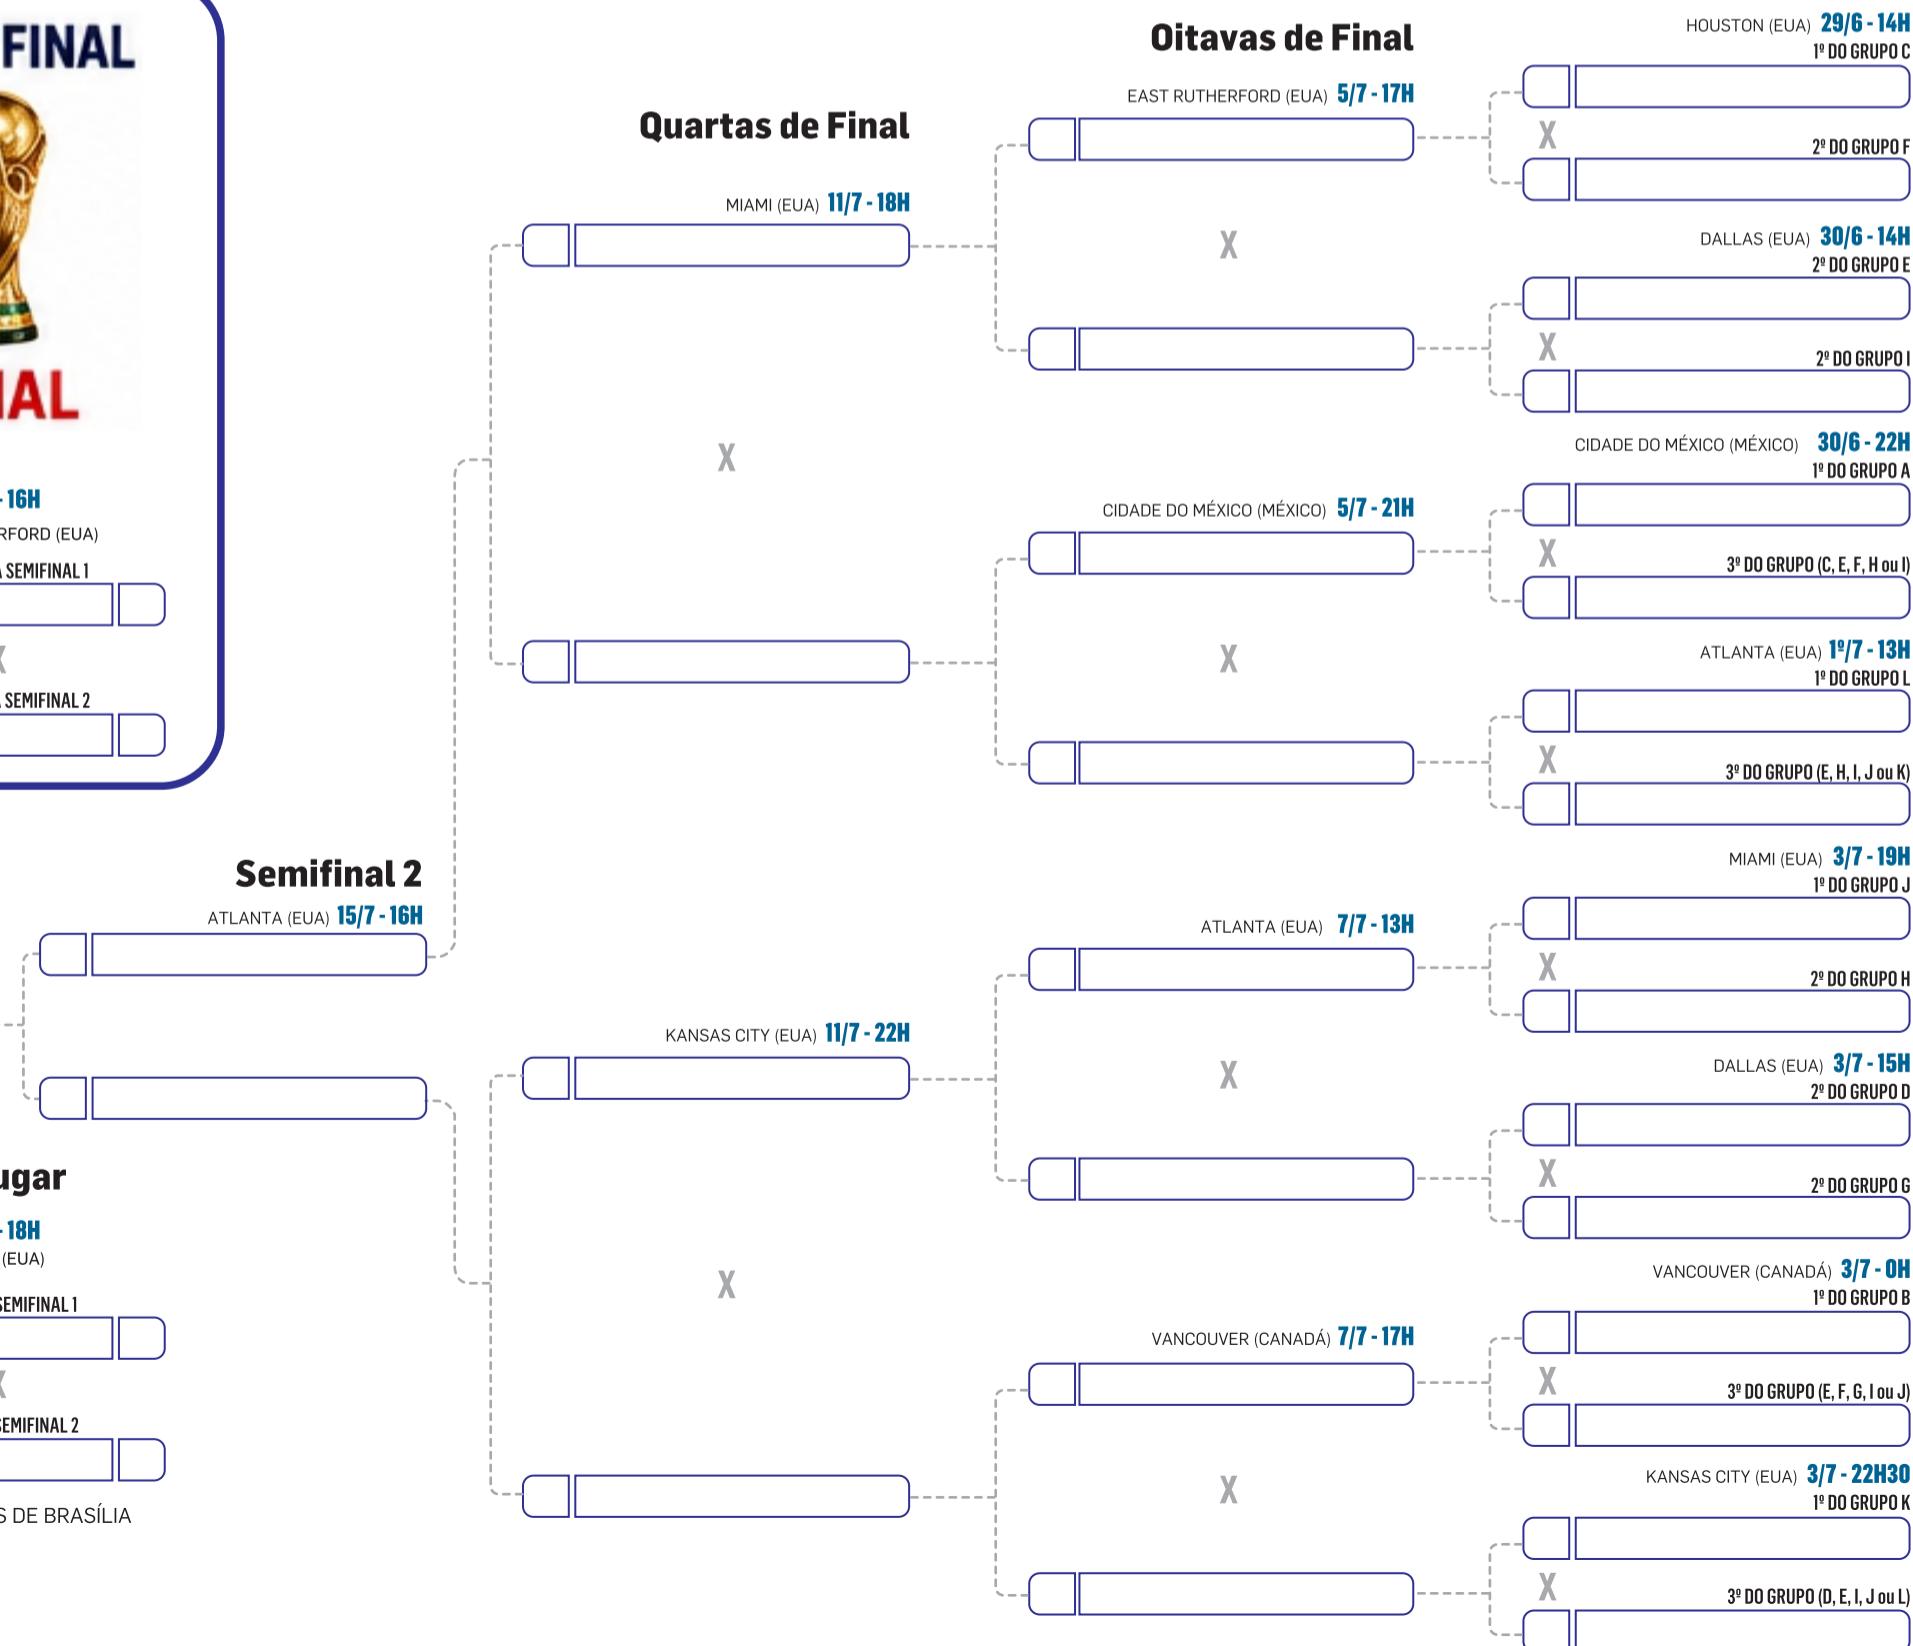 FINAL
IAL
- 16H
RFORD (EUA)
A SEMIFINAL 1
X
A SEMIFINAL 2
Semifinal 2
ATLANTA (EUA) 15/7 - 16H
ugar
- 18H
(EUA)
SEMIFINAL 1
X
SEMIFINAL 2
S DE BRASÍLIA
Quartas de Final
MIAMI (EUA) 11/7 - 18H
X
KANSAS CITY (EUA) 11/7 - 22H
X
Oitavas de Final
EAST RUTHERFORD (EUA) 5/7 - 17H
X
CIDADE DO MÉXICO (MÉXICO) 5/7 - 21H
X
ATLANTA (EUA) 7/7 - 13H
X
VANCOUVER (CANADÁ) 7/7 - 17H
X
HOUSTON (EUA) 29/6 - 14H
1º DO GRUPO C
X
2º DO GRUPO F
DALLAS (EUA) 30/6 - 14H
2º DO GRUPO E
X
2º DO GRUPO I
CIDADE DO MÉXICO (MÉXICO) 30/6 - 22H
1º DO GRUPO A
X
3º DO GRUPO (C, E, F, H ou I)
ATLANTA (EUA) 1º/7 - 13H
1º DO GRUPO L
X
3º DO GRUPO (E, H, I, J ou K)
MIAMI (EUA) 3/7 - 19H
1º DO GRUPO J
X
2º DO GRUPO H
DALLAS (EUA) 3/7 - 15H
2º DO GRUPO D
X
2º DO GRUPO G
VANCOUVER (CANADÁ) 3/7 - 0H
1º DO GRUPO B
X
3º DO GRUPO (E, F, G, I ou J)
KANSAS CITY (EUA) 3/7 - 22H30
1º DO GRUPO K
X
3º DO GRUPO (D, E, I, J ou L)